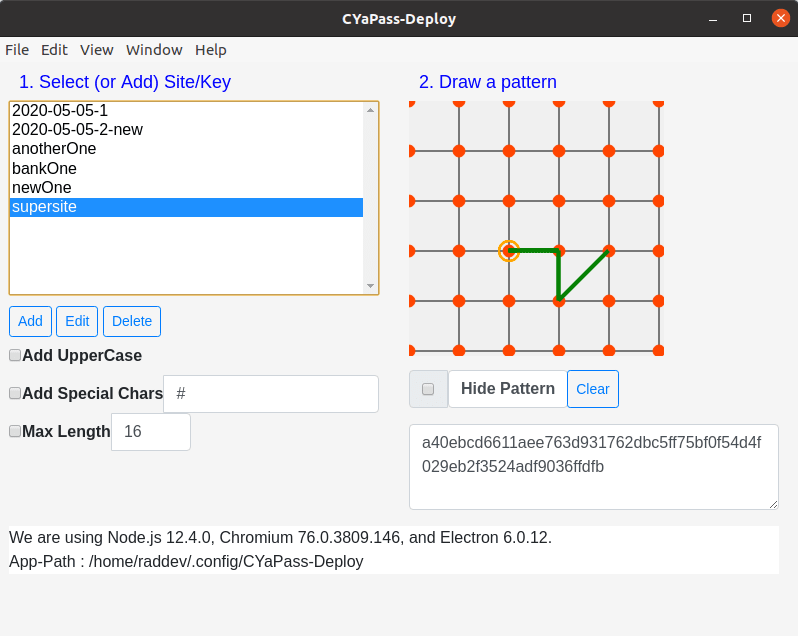 CYaPass-Deploy
File Edit View Window Help
1. Select (or Add) Site/Key
2. Draw a pattern
2020-05-05-1
2020-05-05-2-new
anotherOne
bankOne
newOne
supersite
Add Edit Delete
Add UpperCase
Add Special Chars #
Max Length 16
Hide Pattern Clear
a40ebcd6611aee763d931762dbc5ff75bf0f54d4f
029eb2f3524adf9036ffdfb
We are using Node.js 12.4.0, Chromium 76.0.3809.146, and Electron 6.0.12.
App-Path : /home/raddev/.config/CYaPass-Deploy